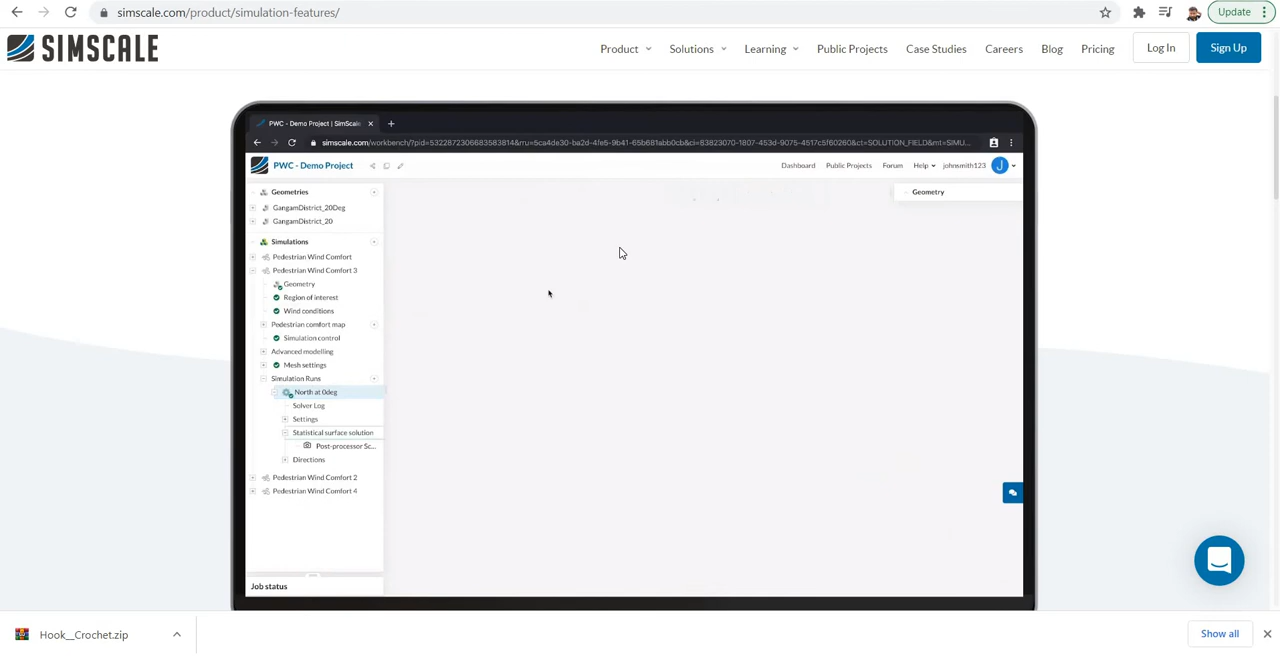 simscale.com/product/simulation-features/
Update
SIMSCALE
Product
Solutions
Learning
Public Projects
Case Studies
Careers
Blog
Pricing
Log In
Sign Up
PWC - Demo Project | SimScale
PWC - Demo Project
Dashboard
Public Projects
Forum
Help
johnsmith123
J
Geometries
GangamDistrict_20Deg
GangamDistrict_20
Simulations
Pedestrian Wind Comfort
Pedestrian Wind Comfort 3
Geometry
Region of interest
Wind conditions
Pedestrian comfort map
Simulation control
Advanced modelling
Mesh settings
Simulation Runs
North at 0deg
Solver Log
Settings
Statistical surface solution
Post-processor Sc...
Directions
Pedestrian Wind Comfort 2
Pedestrian Wind Comfort 4
Job status
Geometry
Hook__Crochet.zip
Show all